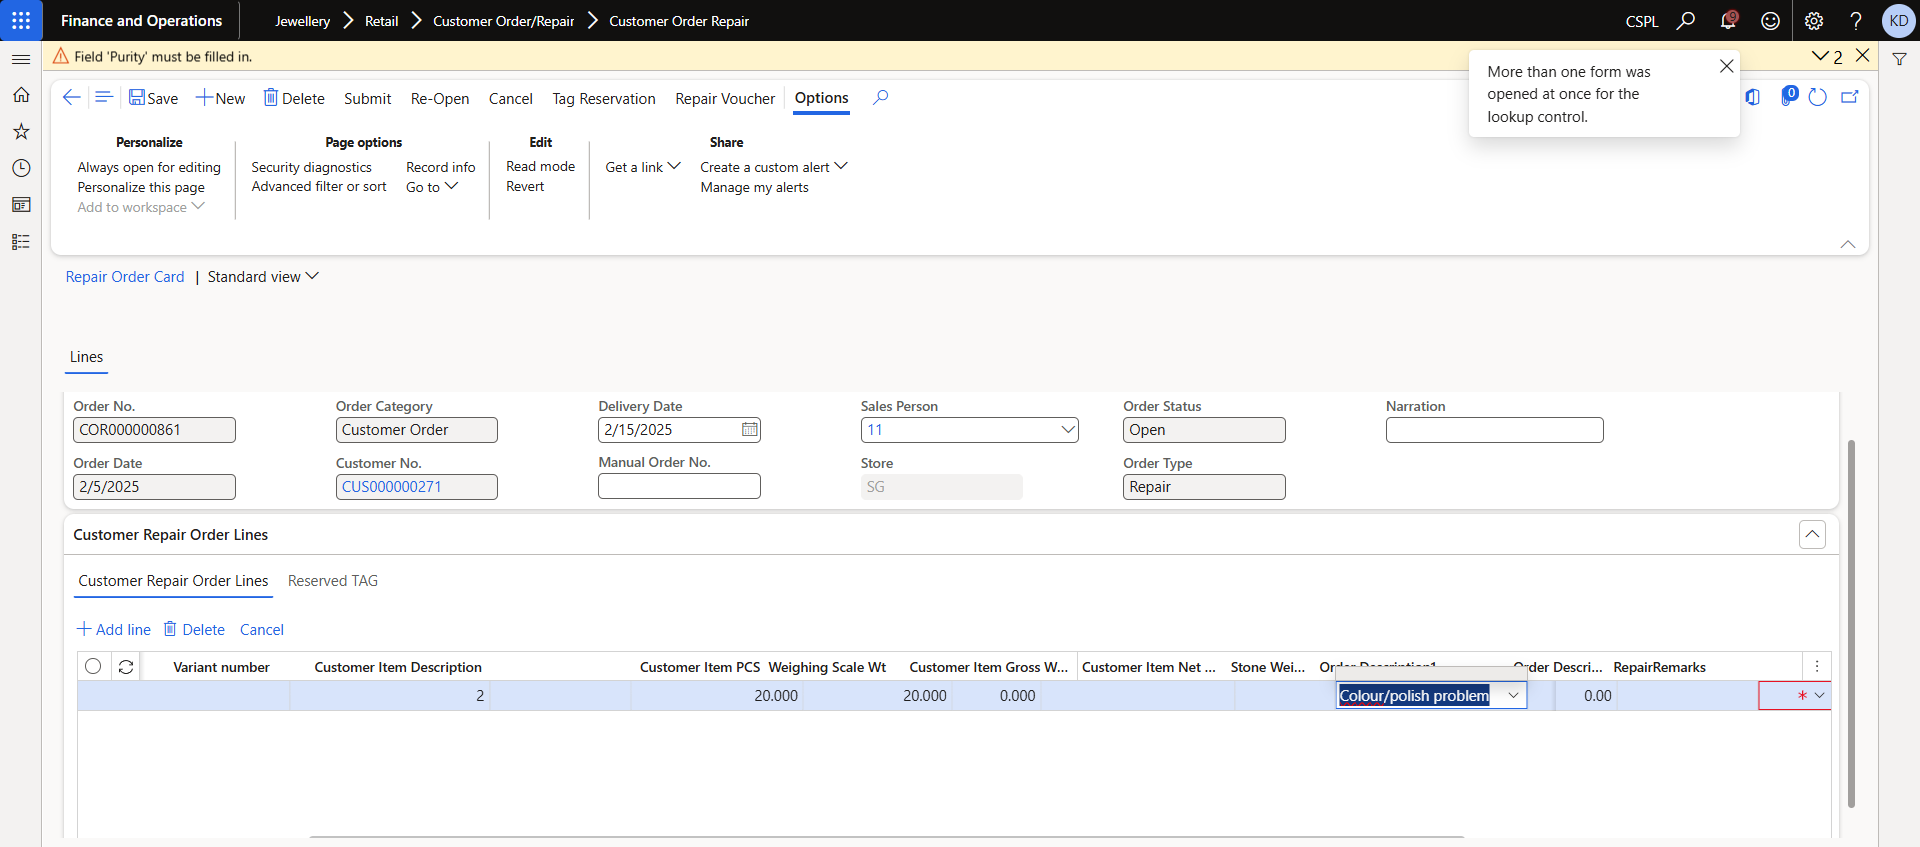 Finance and Operations
Jewellery
Retail
Customer Order/Repair
Customer Order Repair
CSPL
9
KD
Field 'Purity' must be filled in.
2
More than one form was
opened at once for the
lookup control.
Save
New
Delete
Submit
Re-Open
Cancel
Tag Reservation
Repair Voucher
Options
0
Personalize
Page options
Edit
Share
Always open for editing
Security diagnostics
Record info
Read mode
Get a link
Create a custom alert
Personalize this page
Advanced filter or sort
Go to
Revert
Manage my alerts
Add to workspace
Repair Order Card | Standard view
Lines
Order No.
Order Category
Delivery Date
Sales Person
Order Status
Narration
COR000000861
Customer Order
2/15/2025
11
Open
Order Date
Customer No.
Manual Order No.
Store
Order Type
2/5/2025
CUS000000271
SG
Repair
Customer Repair Order Lines
Customer Repair Order Lines
Reserved TAG
Add line
Delete
Cancel
Variant number
Customer Item Description
Customer Item PCS
Weighing Scale Wt
Customer Item Gross W...
Customer Item Net ...
Stone Wei...
Order Description1
Order Descri...
RepairRemarks
2
20.000
20.000
0.000
Colour/polish problem
0.00
*